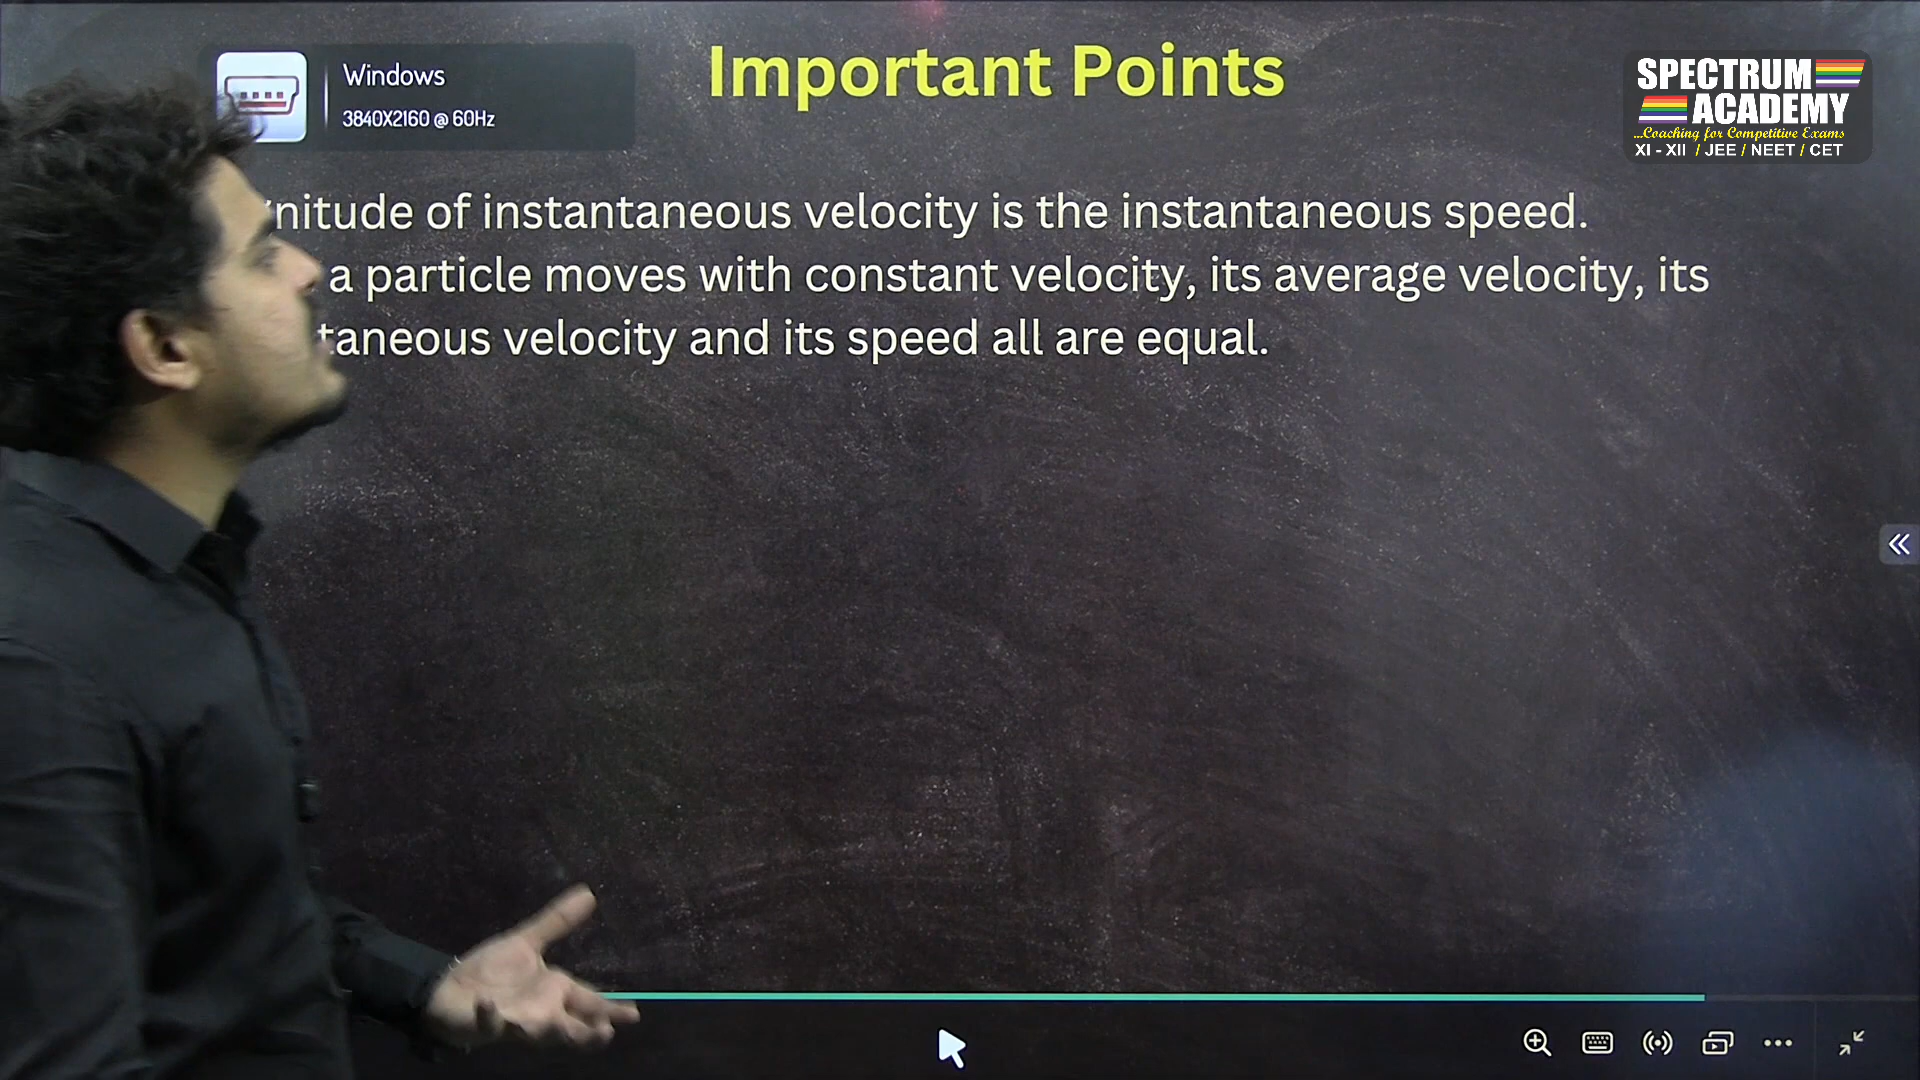 Important Points
Windows
3840X2160 @ 60Hz
SPECTRUM
ACADEMY
...Coaching for Competitive Exams
XI - XII / JEE / NEET / CET
nitude of instantaneous velocity is the instantaneous speed.
a particle moves with constant velocity, its average velocity, its
taneous velocity and its speed all are equal.